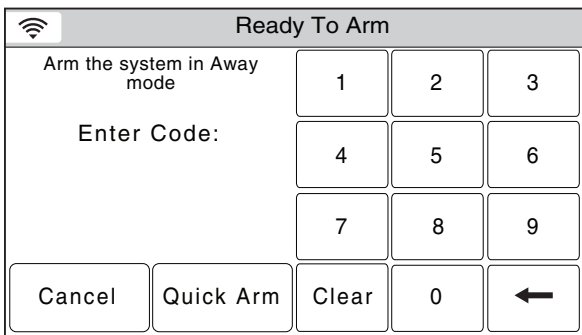 Ready To Arm
Arm the system in Away
mode
Enter Code:
1 2 3
4 5 6
7 8 9
Cancel Quick Arm Clear 0